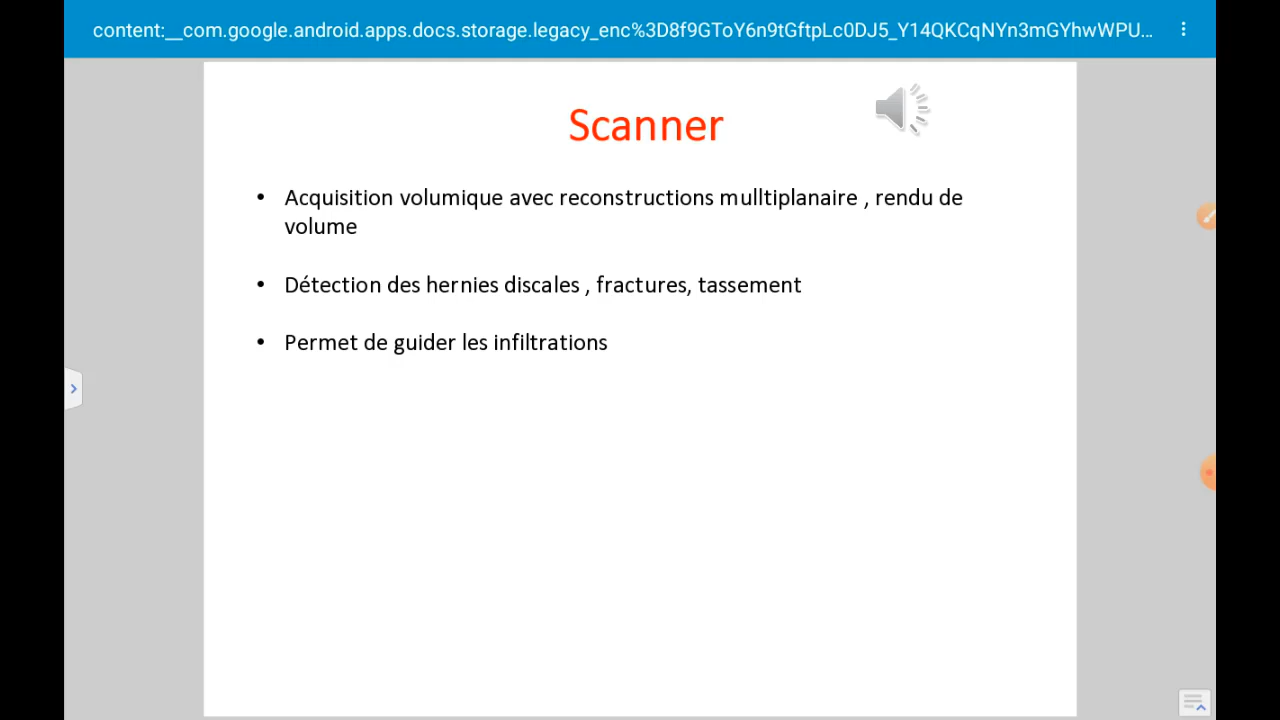 content:__com.google.android.apps.docs.storage.legacy_enc%3D8f9GToY6n9tGftpLc0DJ5_Y14QKCqNYn3mGYhwWPU...
Scanner
• Acquisition volumique avec reconstructions mulltiplanaire , rendu de
volume
• Détection des hernies discales , fractures, tassement
• Permet de guider les infiltrations